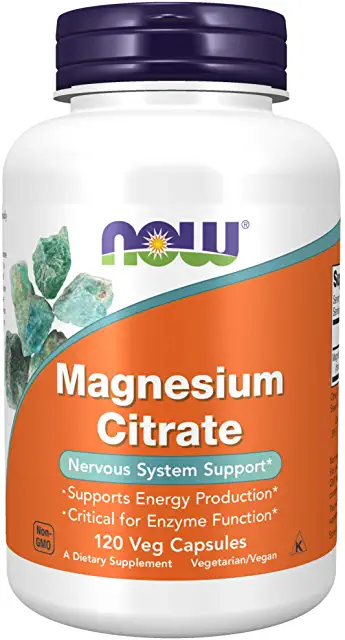 NOW®
Magnesium
Citrate
Nervous System Support*
•Supports Energy Production*
•Critical for Enzyme Function*
120 Veg Capsules
Non-
GMO
A Dietary Supplement
Vegetarian/Vegan
K